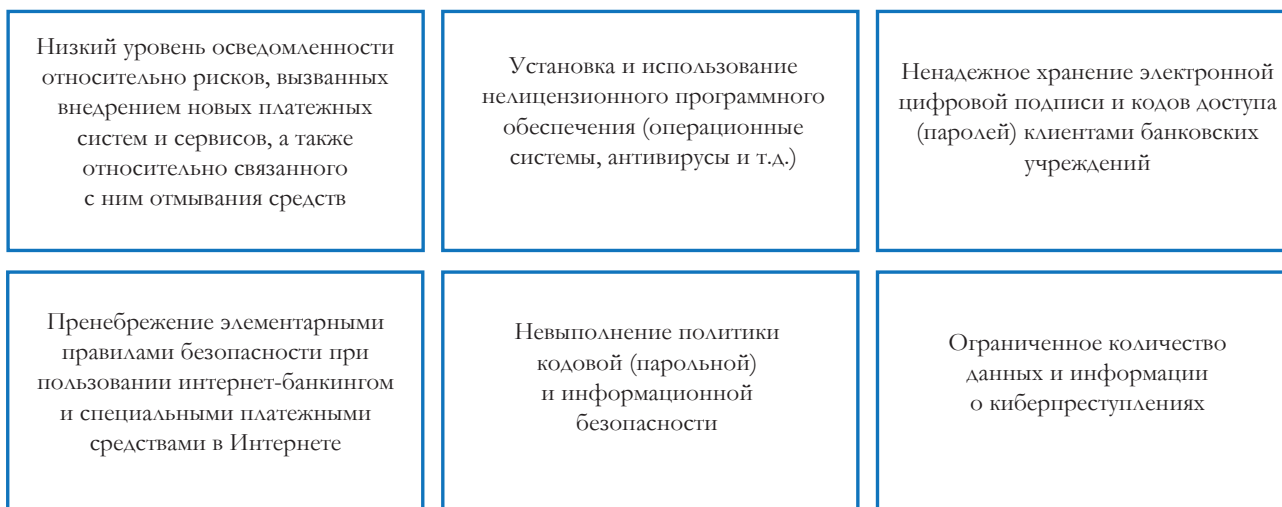 Низкий уровень осведомленности
относительно рисков, вызванных
внедрением новых платежных
систем и сервисов, а также
относительно связанного
с ним отмывания средств
Установка и использование
нелицензионного программного
обеспечения (операционные
системы, антивирусы и т.д.)
Ненадежное хранение электронной
цифровой подписи и кодов доступа
(паролей) клиентами банковских
учреждений
Пренебрежение элементарными
правилами безопасности при
пользовании интернет-банкингом
и специальными платежными
средствами в Интернете
Невыполнение политики
кодовой (парольной)
и информационной
безопасности
Ограниченное количество
данных и информации
о киберпреступлениях